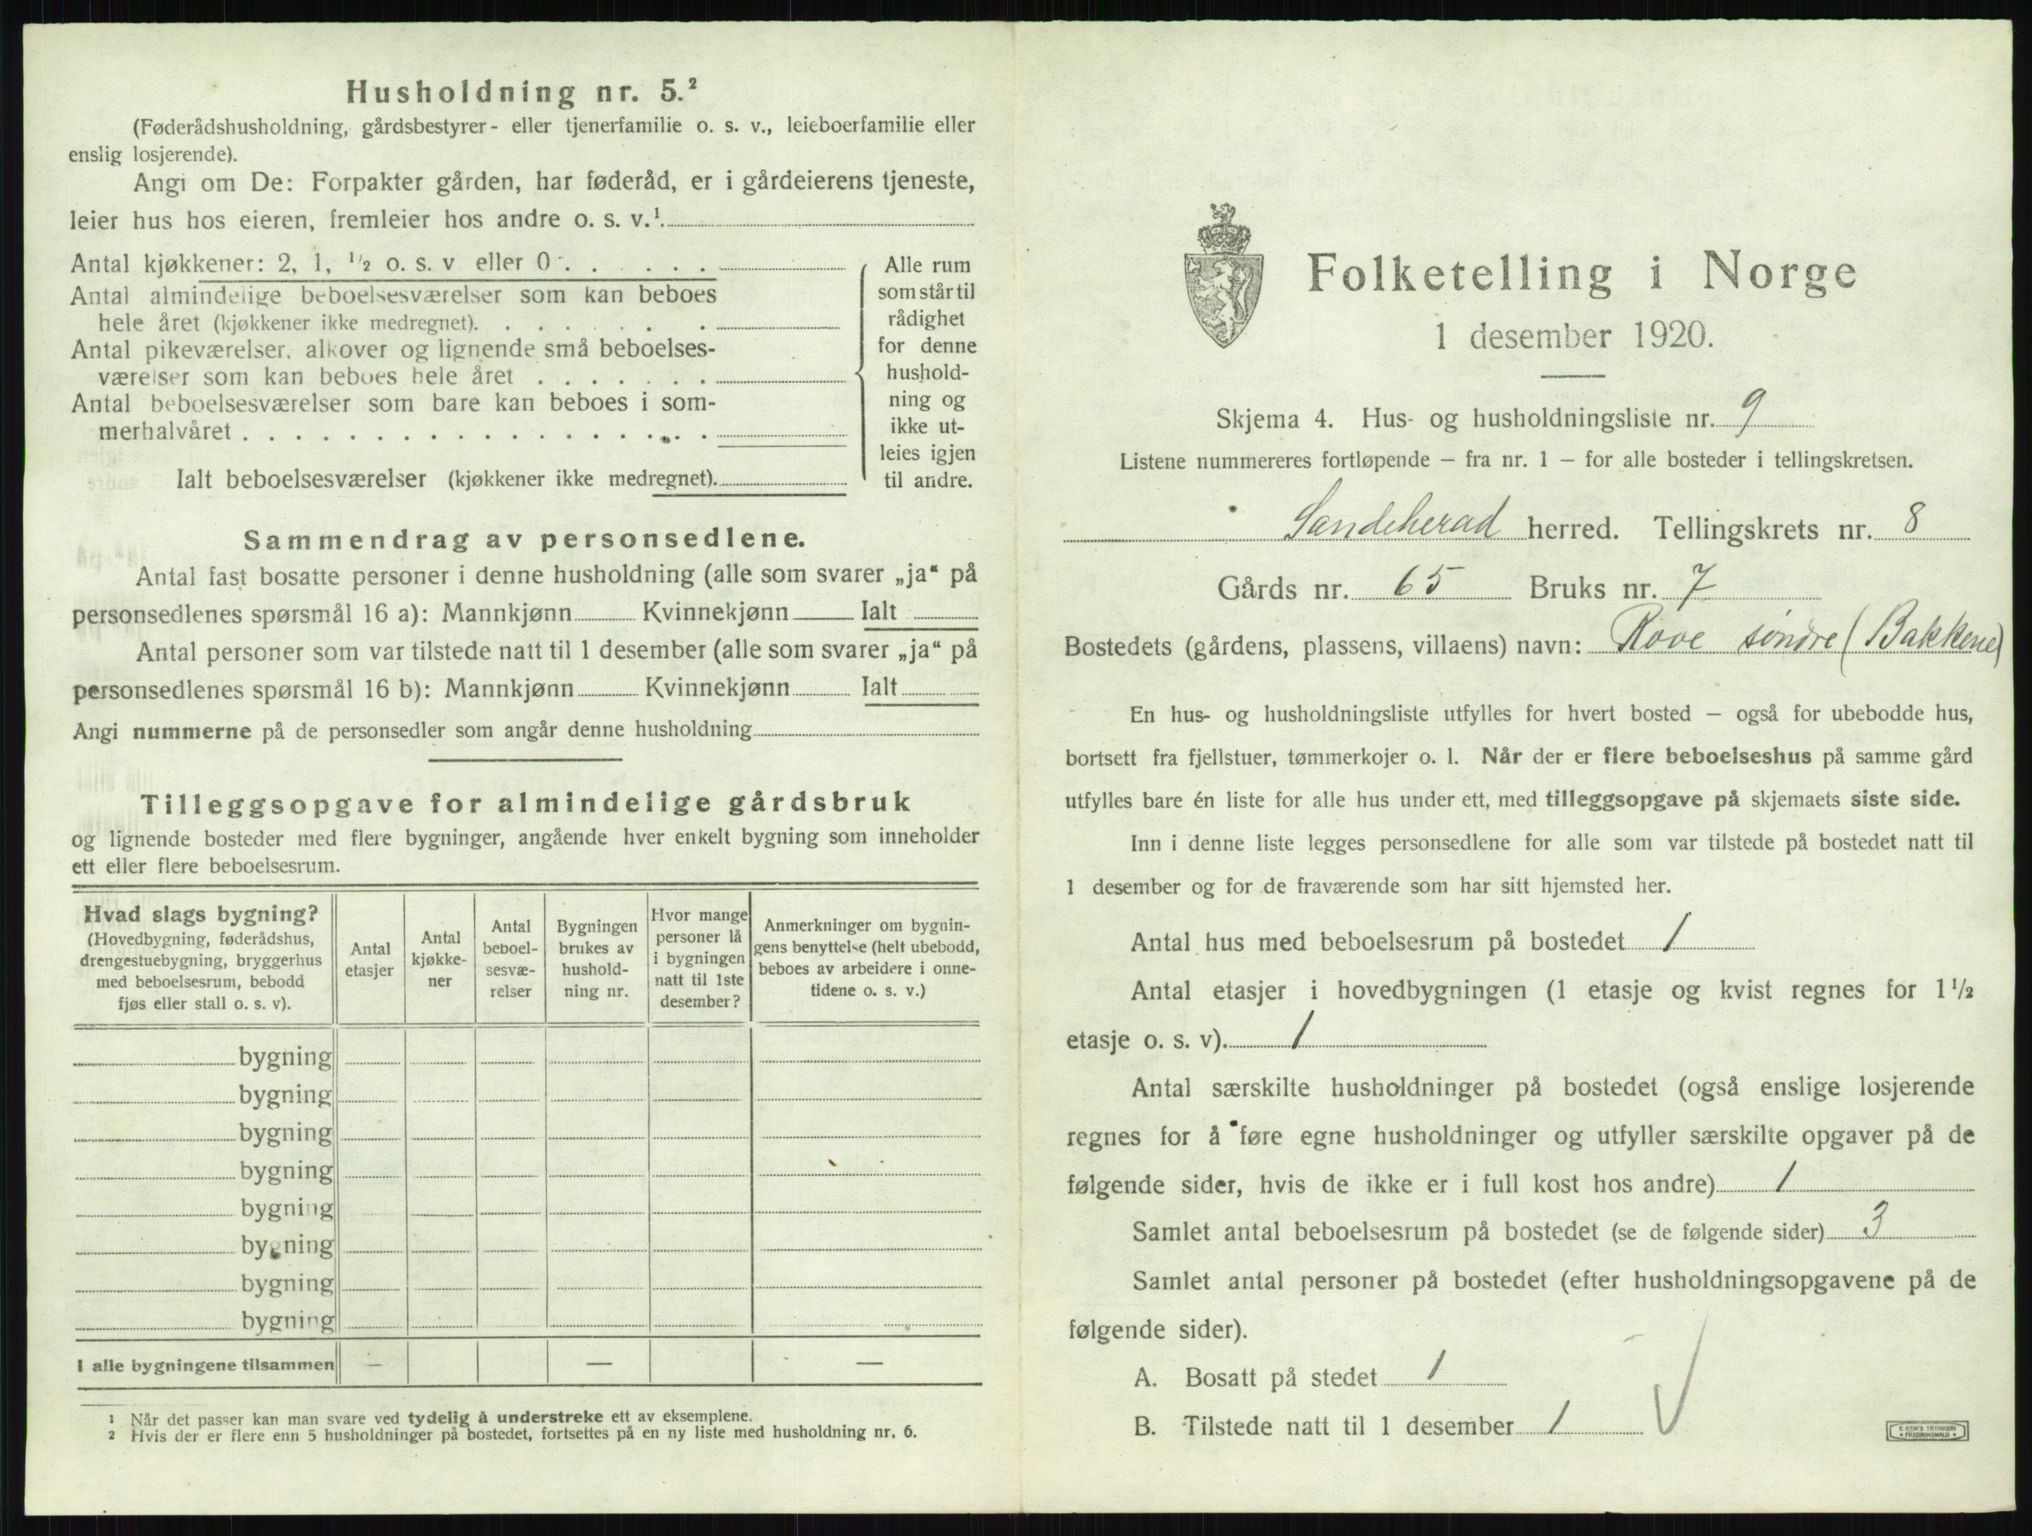 Husholdning nr. 5.²
(Føderådshusholdning, gårdsbestyrer- eller tjenerfamilie o. s. v., leieboerfamilie eller
enslig losjerende).
Angi om De: Forpakter gården, har føderåd, er i gårdeierens tjeneste,
leier hus hos eieren, fremleier hos andre o. s. v.¹
Antal kjøkkener: 2, 1, ½ o. s. v eller 0
Antal almindelige beboelsesværelser som kan beboes
hele året (kjøkkener ikke medregnet).
Antal pikeværelser, alkover og lignende små beboelses-
værelser som kan beboes hele året
Antal beboelsesværelser som bare kan beboes i som-
merhalvåret
Ialt beboelsesværelser (kjøkkener ikke medregnet).
Alle rum
som står til
rådighet
for denne
hushold-
ning og
ikke ut-
leies igjen
til andre.
Sammendrag av personsedlene.
Antal fast bosatte personer i denne husholdning (alle som svarer „ja“ på
personsedlenes spørsmål 16 a): Mannkjønn Kvinnekjønn Ialt
Antal personer som var tilstede natt til 1 desember (alle som svarer „ja“ på
personsedlenes spørsmål 16 b): Mannkjønn Kvinnekjønn Ialt
Angi nummerne på de personsedler som angår denne husholdning
Tilleggsopgave for almindelige gårdsbruk
og lignende bosteder med flere bygninger, angående hver enkelt bygning som inneholder
ett eller flere beboelsesrum.
Hvad slags bygning?
(Hovedbygning, føderådshus,
drengestuebygning, bryggerhus
med beboelsesrum, bebodd
fjøs eller stall o. s. v).
Antal
etasjer
Antal
kjøkke-
ner
Antal
beboel-
sesvæ-
relser
Bygningen
brukes av
hushold-
ning nr.
Hvor mange
personer lå
i bygningen
natt til 1ste
desember?
Anmerkninger om bygnin-
gens benyttelse (helt ubebodd,
beboes av arbeidere i onne-
tidene o. s. v.)
bygning
bygning
bygning
bygning
bygning
bygning
bygning
bygning
I alle bygningene tilsammen — — —
¹ Når det passer kan man svare ved tydelig å understreke ett av eksemplene.
² Hvis der er flere enn 5 husholdninger på bostedet, fortsettes på en ny liste med husholdning nr. 6.
Folketelling i Norge
1 desember 1920.
Skjema 4. Hus- og husholdningsliste nr. 9
Listene nummereres fortløpende — fra nr. 1 — for alle bosteder i tellingskretsen.
Sandeherad herred. Tellingskrets nr. 8
Gårds nr. 65 Bruks nr. 7
Bostedets (gårdens, plassens, villaens) navn: Rove søndre (Bakkene)
En hus- og husholdningsliste utfylles for hvert bosted — også for ubebodde hus,
bortsett fra fjellstuer, tømmerkojer o. l. Når der er flere beboelseshus på samme gård
utfylles bare én liste for alle hus under ett, med tilleggsopgave på skjemaets siste side.
Inn i denne liste legges personsedlene for alle som var tilstede på bostedet natt til
1 desember og for de fraværende som har sitt hjemsted her.
Antal hus med beboelsesrum på bostedet 1
Antal etasjer i hovedbygningen (1 etasje og kvist regnes for 1½
etasje o. s. v). 1
Antal særskilte husholdninger på bostedet (også enslige losjerende
regnes for å føre egne husholdninger og utfyller særskilte opgaver på de
følgende sider, hvis de ikke er i full kost hos andre) 1
Samlet antal beboelsesrum på bostedet (se de følgende sider) 3
Samlet antal personer på bostedet (efter husholdningsopgavene på de
følgende sider).
A. Bosatt på stedet 1
B. Tilstede natt til 1 desember 1